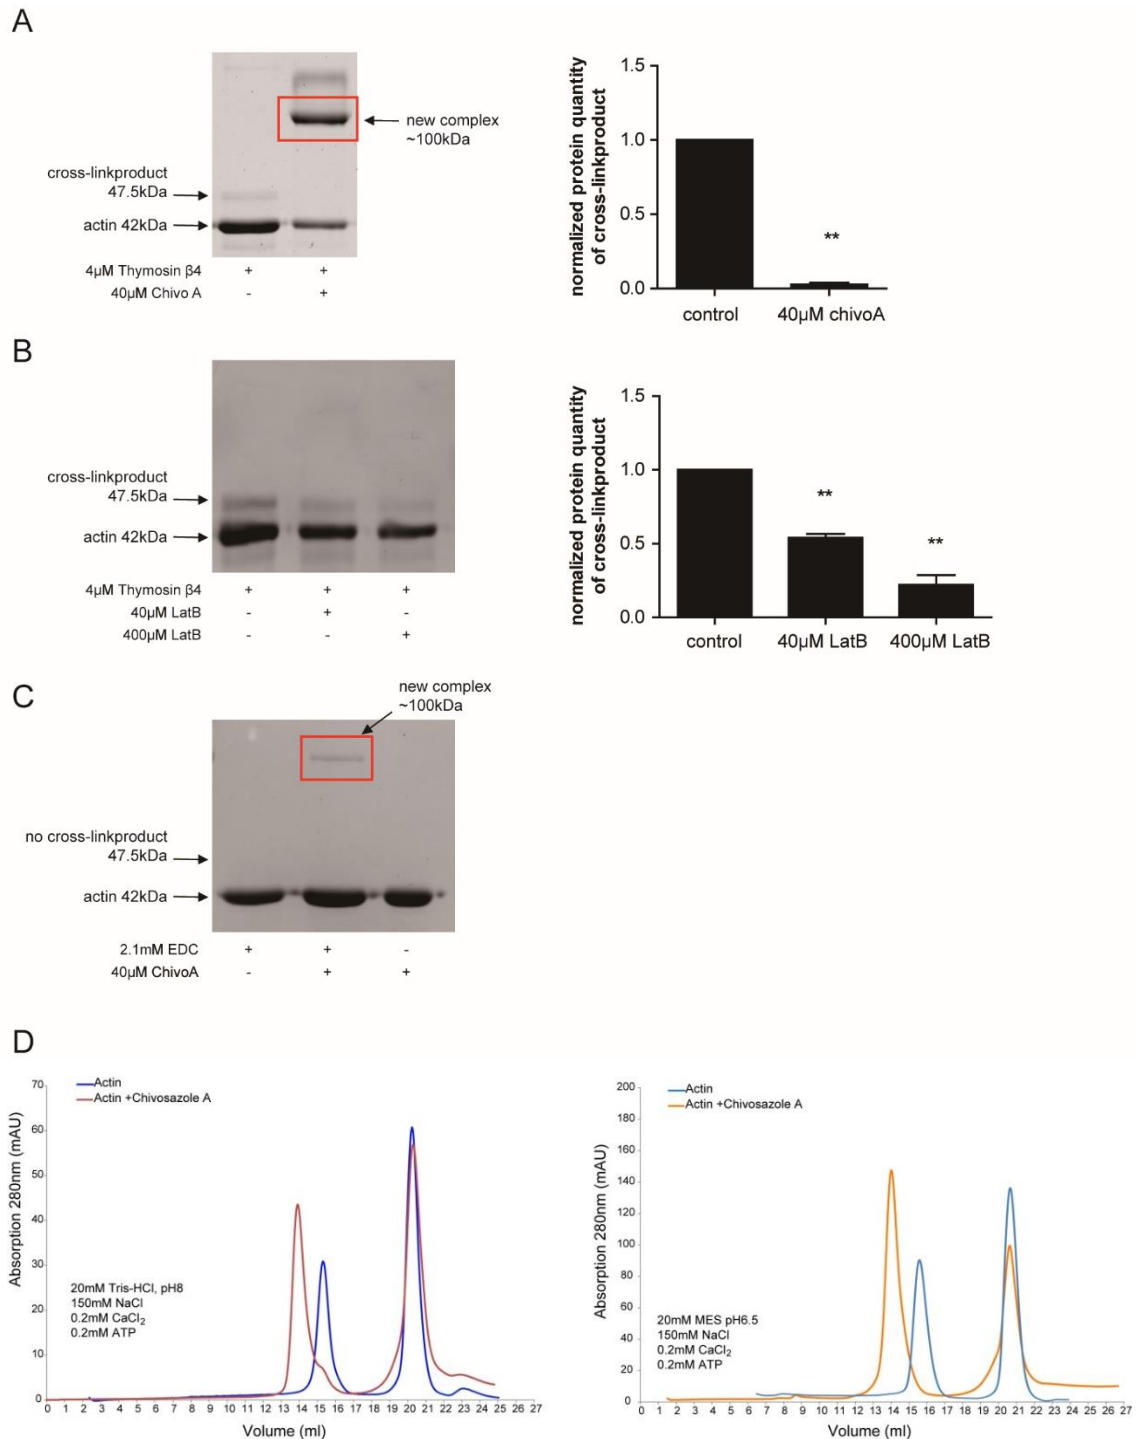 A
new complex
~100kDa
cross-linkproduct
47.5kDa
actin 42kDa
4µM Thymosin β4 + +
40µM Chivo A - +
normalized protein quantity
of cross-linkproduct
1.5
1.0
0.5
0.0
**
control 40µM chivoA
B
cross-linkproduct
47.5kDa
actin 42kDa
4µM Thymosin β4 + + +
40µM LatB - + -
400µM LatB - - +
normalized protein quantity
of cross-linkproduct
1.5
1.0
0.5
0.0
**
**
control 40µM LatB 400µM LatB
C
new complex
~100kDa
no cross-linkproduct
47.5kDa
actin 42kDa
2.1mM EDC + + -
40µM ChivoA - + +
D
Actin
Actin +Chivosazole A
Absorption 280nm (mAU)
70
60
50
40
30
20
10
0
20mM Tris-HCl, pH8
150mM NaCl
0.2mM CaCl₂
0.2mM ATP
0 1 2 3 4 5 6 7 8 9 10 11 12 13 14 15 16 17 18 19 20 21 22 23 24 25 26 27
Volume (ml)
Actin
Actin +Chivosazole A
Absorption 280nm (mAU)
200
180
160
140
120
100
80
60
40
20
0
20mM MES pH6.5
150mM NaCl
0.2mM CaCl₂
0.2mM ATP
0 1 2 3 4 5 6 7 8 9 10 11 12 13 14 15 16 17 18 19 20 21 22 23 24 25 26 27
Volume (ml)